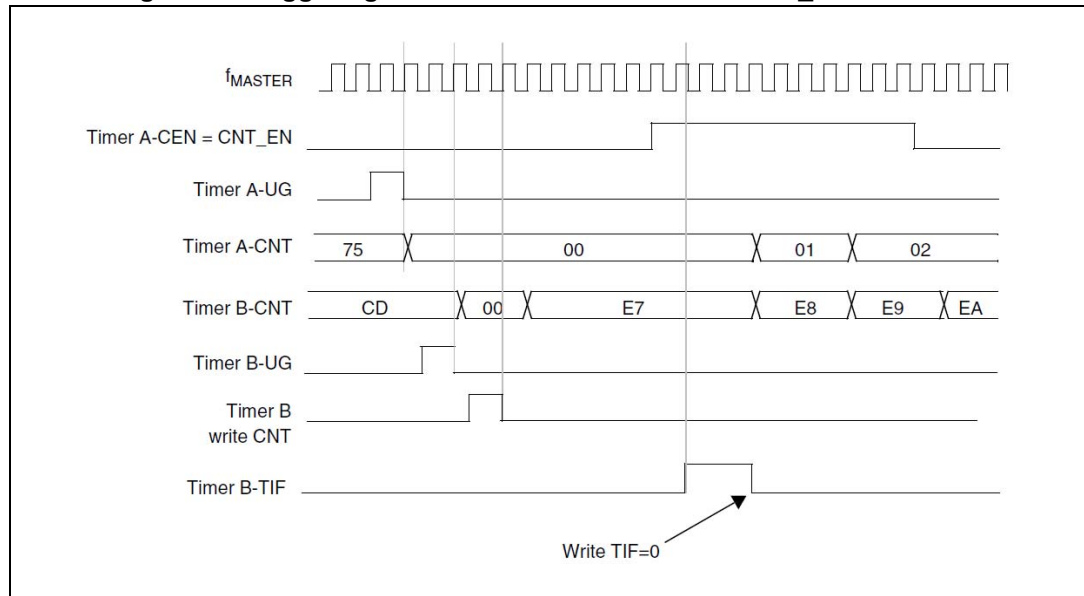 fMASTER
Timer A-CEN = CNT_EN
Timer A-UG
Timer A-CNT 75 00 01 02
Timer B-CNT CD 00 E7 E8 E9 EA
Timer B-UG
Timer B
write CNT
Timer B-TIF
Write TIF=0